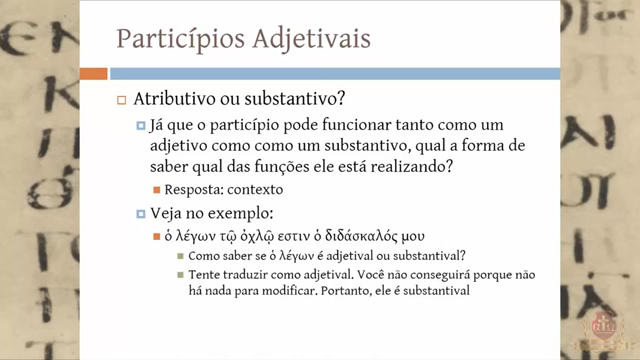 Particípios Adjetivais
Atributivo ou substantivo?
Já que o particípio pode funcionar tanto como um
adjetivo como como um substantivo, qual a forma de
saber qual das funções ele está realizando?
Resposta: contexto
Veja no exemplo:
ὁ λέγων τῷ ὀχλῷ εστιν ὁ διδάσκαλός μου
Como saber se ὁ λέγων é adjetival ou substantival?
Tente traduzir como adjetival. Você não conseguirá porque não
há nada para modificar. Portanto, ele é substantival